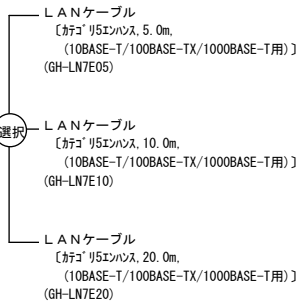 ＬＡＮケーブル
〔ｶﾃｺﾞﾘ5ｴﾝﾊﾝｽ, 5.0m,
(10BASE-T/100BASE-TX/1000BASE-T用)〕
(GH-LN7E05)
選択
ＬＡＮケーブル
〔ｶﾃｺﾞﾘ5ｴﾝﾊﾝｽ, 10.0m,
(10BASE-T/100BASE-TX/1000BASE-T用)〕
(GH-LN7E10)
ＬＡＮケーブル
〔ｶﾃｺﾞﾘ5ｴﾝﾊﾝｽ, 20.0m,
(10BASE-T/100BASE-TX/1000BASE-T用)〕
(GH-LN7E20)